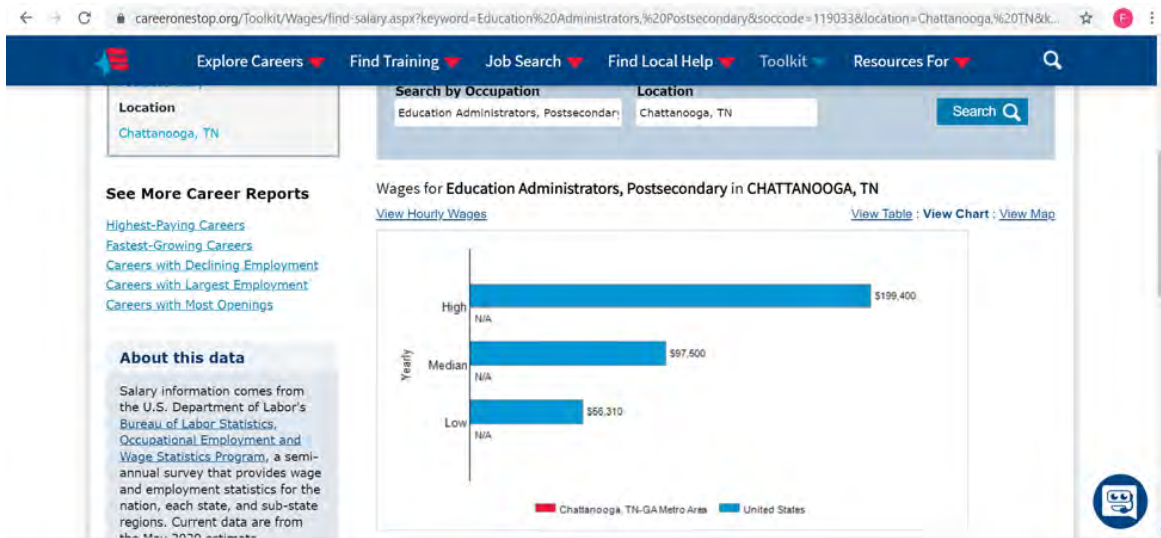 careeronestop.org/Toolkit/Wages/find-salary.aspx?keyword=Education%20Administrators,%20Postsecondary&soccode=119033&location=Chattanooga,%20TN&k...
F
Explore Careers Find Training Job Search Find Local Help Toolkit Resources For
Location
Chattanooga, TN
Search by Occupation Location
Education Administrators, Postsecondar Chattanooga, TN Search
See More Career Reports
Highest-Paying Careers
Fastest-Growing Careers
Careers with Declining Employment
Careers with Largest Employment
Careers with Most Openings
About this data
Salary information comes from
the U.S. Department of Labor's
Bureau of Labor Statistics,
Occupational Employment and
Wage Statistics Program, a semi-
annual survey that provides wage
and employment statistics for the
nation, each state, and sub-state
regions. Current data are from
the May 2020 estimate
Wages for Education Administrators, Postsecondary in CHATTANOOGA, TN
View Hourly Wages View Table : View Chart : View Map
Yearly
High $199,400
N/A
Median $97,500
N/A
Low $56,310
N/A
Chattanooga, TN-GA Metro Area United States